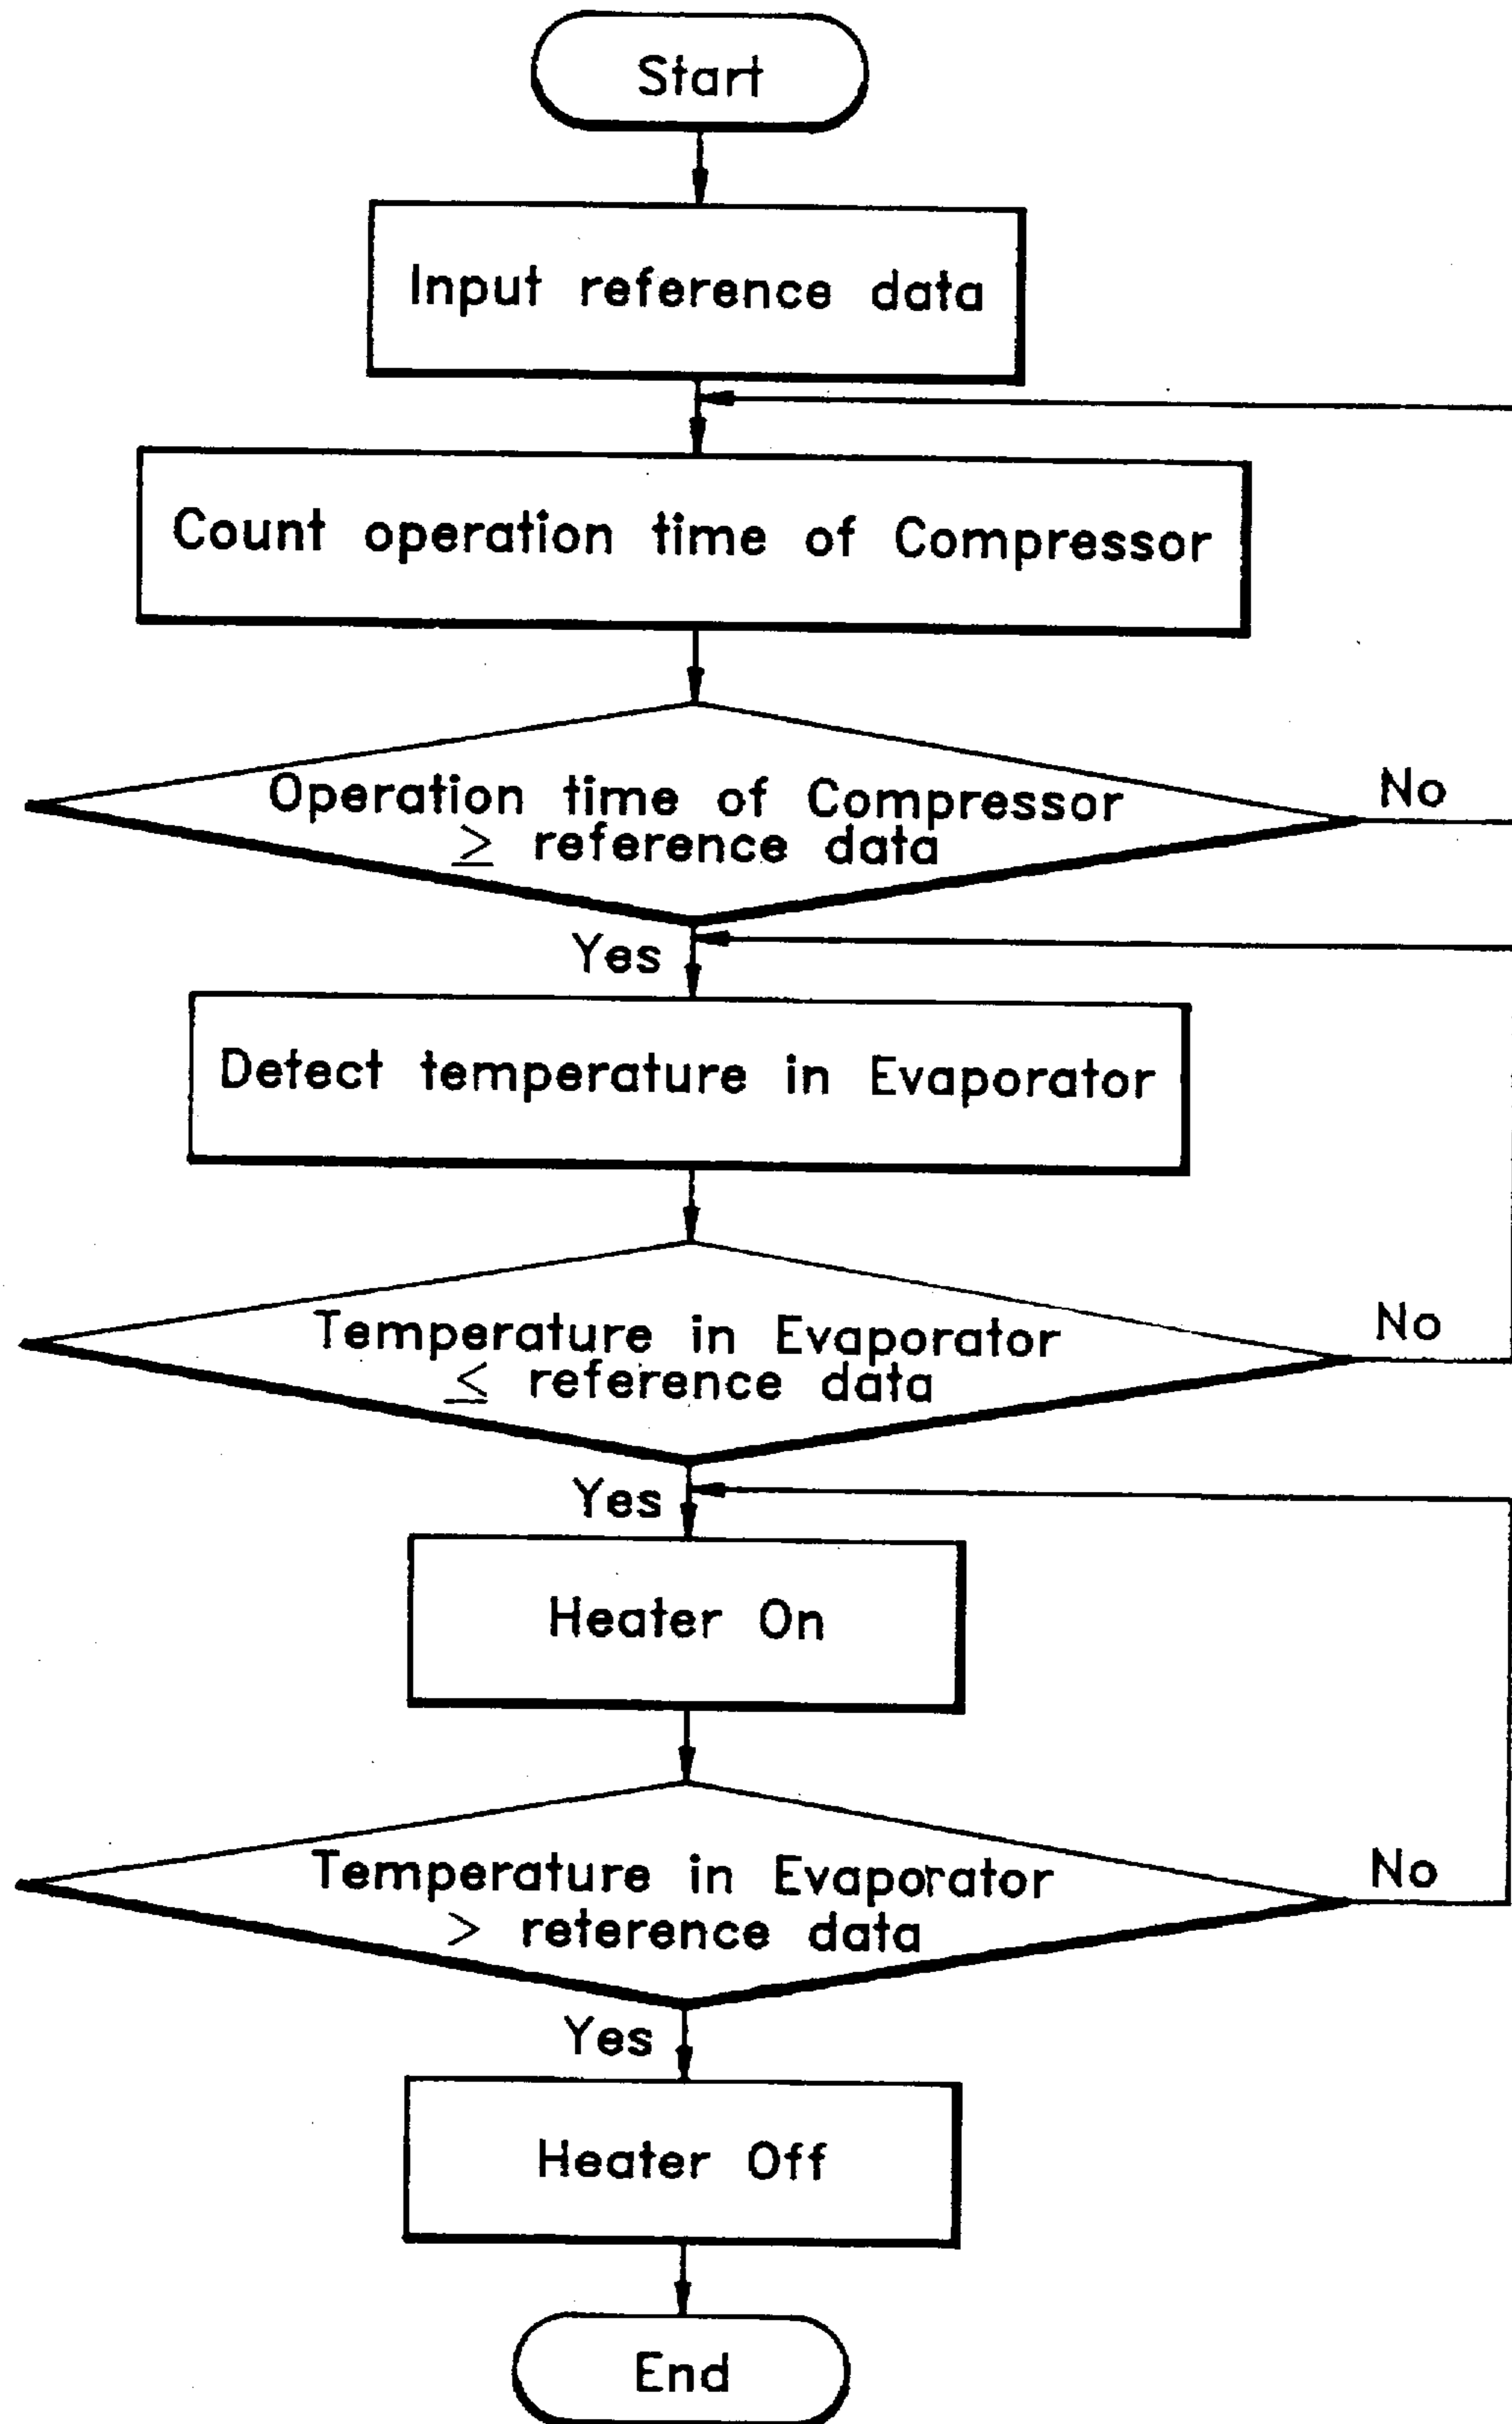 Start
Input reference data
Count operation time of Compressor
Operation time of Compressor
≥ reference data
No
Yes
Detect temperature in Evaporator
Temperature in Evaporator
≤ reference data
No
Yes
Heater On
Temperature in Evaporator
> reterence data
No
Yes
Heater Off
End